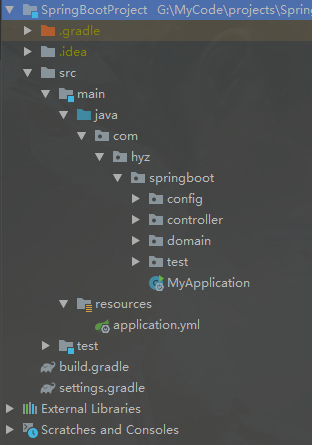 SpringBootProject G:\MyCode\projects\Spring
.gradle
.idea
src
main
java
com
hyz
springboot
config
controller
domain
test
MyApplication
resources
application.yml
test
build.gradle
settings.gradle
External Libraries
Scratches and Consoles